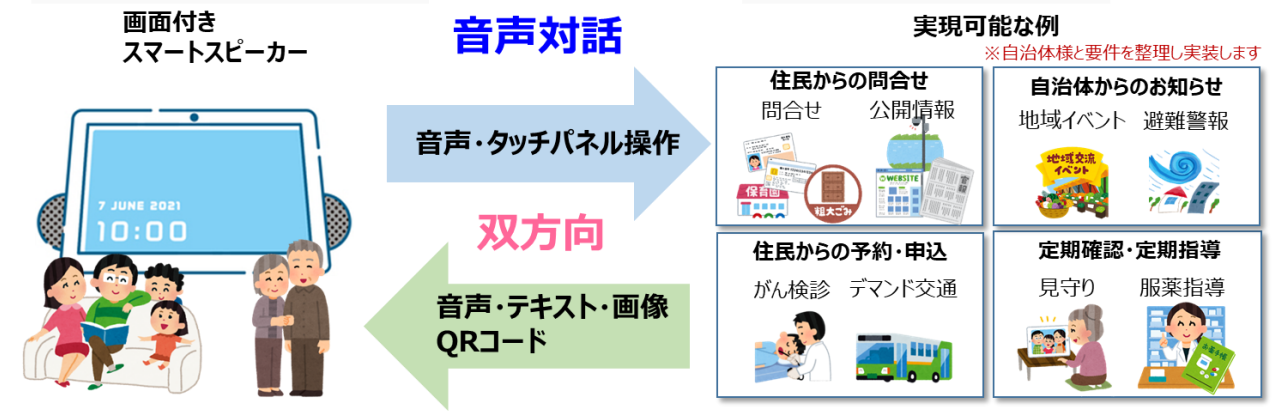 画面付き
スマートスピーカー
7 JUNE 2021
10:00
音声対話
音声・タッチパネル操作
双方向
音声・テキスト・画像
QRコード
実現可能な例
※自治体様と要件を整理し実装します
住民からの問合せ
問合せ 公開情報
保育園
粗大ごみ
WEBSITE
官報
自治体からのお知らせ
地域イベント 避難警報
地域交流
イベント
住民からの予約・申込
がん検診 デマンド交通
定期確認・定期指導
見守り 服薬指導
お薬手帳